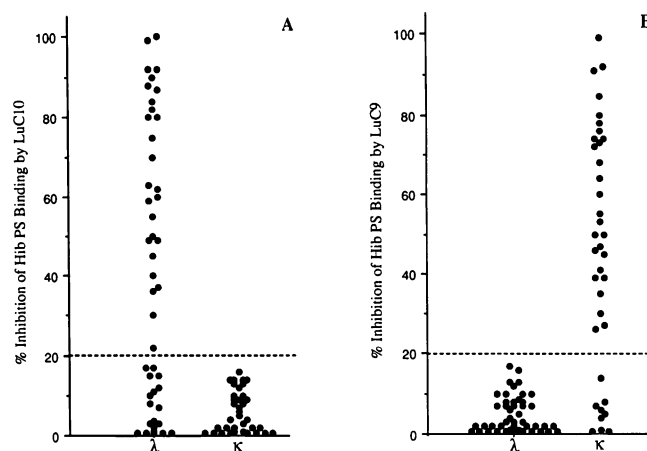 A
% Inhibition of Hib PS Binding by LuC10
100
80
60
40
20
0
λ κ
B
% Inhibition of Hib PS Binding by LuC9
100
80
60
40
20
0
λ κ